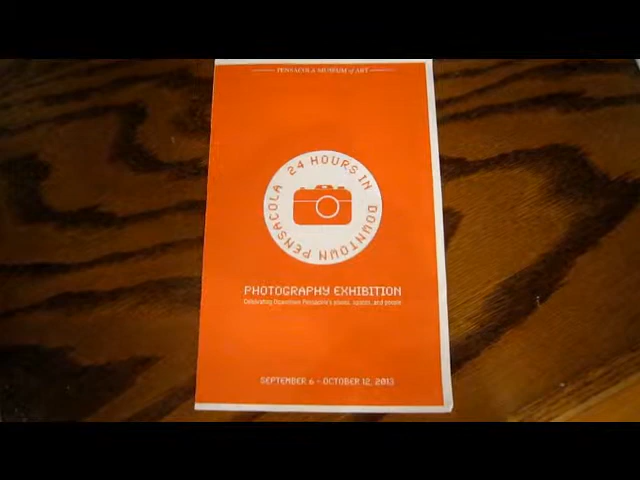 PENSACOLA MUSEUM of ART
24 HOURS IN DOWNTOWN PENSACOLA
PHOTOGRAPHY EXHIBITION
Celebrating Downtown Pensacola's places, spaces, and people
SEPTEMBER 6 - OCTOBER 12, 2013